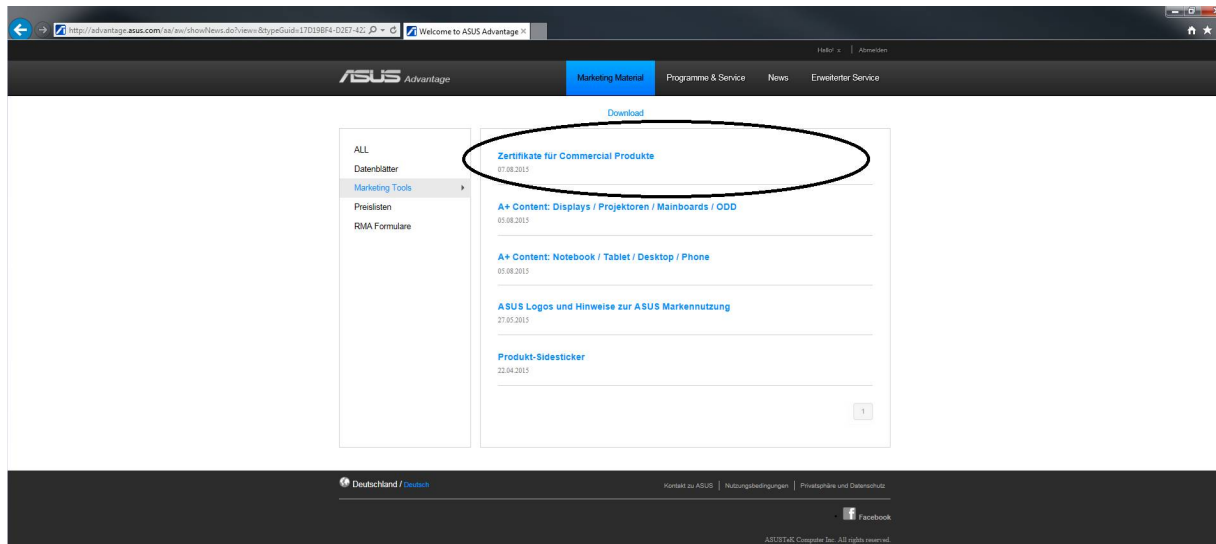 http://advantage.asus.com/aa/aw/showNews.do?view=&typeGuid=17D19BF4-D2E7-422
Welcome to ASUS Advantage
Hello! x | Abmelden
ASUS Advantage
Marketing Material
Programme & Service
News
Erweiterter Service
Download
ALL
Datenblätter
Marketing Tools
Preislisten
RMA Formulare
Zertifikate für Commercial Produkte
07.08.2015
A+ Content: Displays / Projektoren / Mainboards / ODD
05.08.2015
A+ Content: Notebook / Tablet / Desktop / Phone
05.08.2015
ASUS Logos und Hinweise zur ASUS Markennutzung
27.05.2015
Produkt-Sidesticker
22.04.2015
1
Deutschland / Deutsch
Kontakt zu ASUS | Nutzungsbedingungen | Privatsphäre und Datenschutz
Facebook
ASUSTeK Computer Inc. All rights reserved.